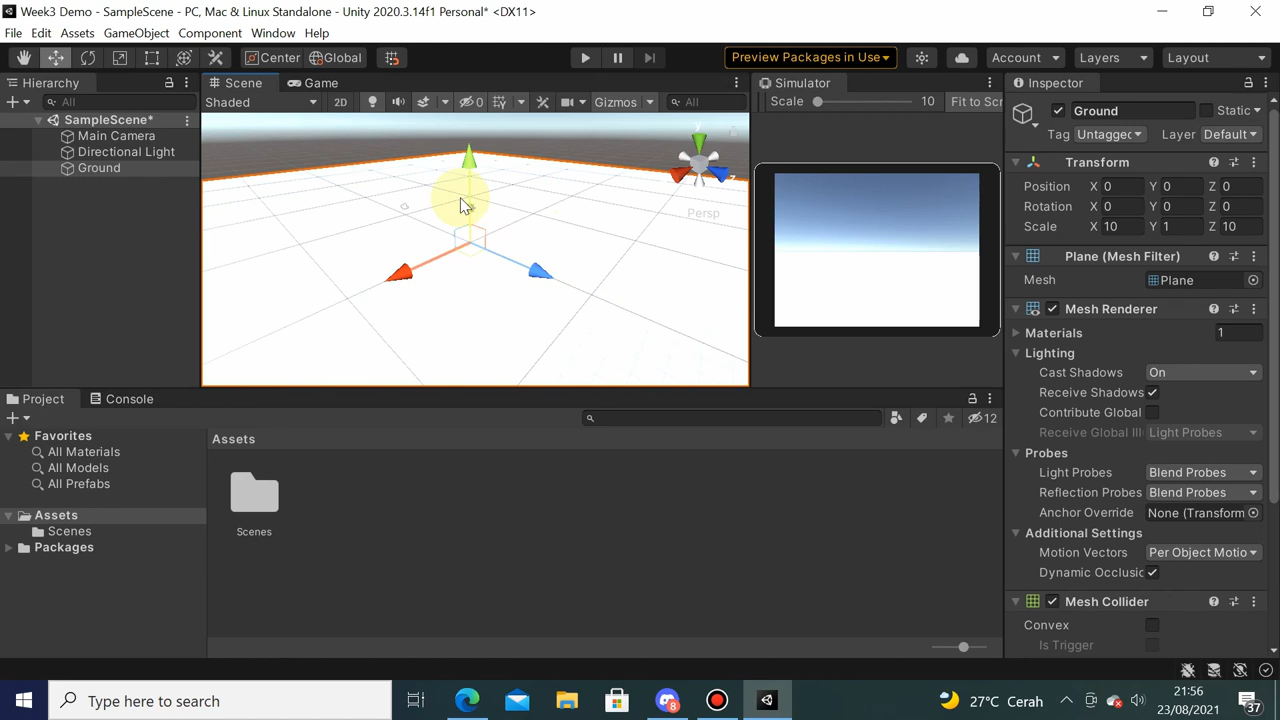 Week3 Demo - SampleScene - PC, Mac & Linux Standalone - Unity 2020.3.14f1 Personal* <DX11>
File Edit Assets GameObject Component Window Help
Center Global Preview Packages in Use Account Layers Layout
Hierarchy
All
SampleScene*
Main Camera
Directional Light
Ground
Scene Game
Shaded 2D 0 Gizmos All
y
z
Persp
Simulator
Scale 10 Fit to Scr
Inspector
Ground Static
Tag Untagged Layer Default
Transform
Position X 0 Y 0 Z 0
Rotation X 0 Y 0 Z 0
Scale X 10 Y 1 Z 10
Plane (Mesh Filter)
Mesh Plane
Mesh Renderer
Materials 1
Lighting
Cast Shadows On
Receive Shadows
Contribute Global
Receive Global Ill Light Probes
Probes
Light Probes Blend Probes
Reflection Probes Blend Probes
Anchor Override None (Transform
Additional Settings
Motion Vectors Per Object Motio
Dynamic Occlusic
Mesh Collider
Convex
Is Trigger
Project Console
12
Favorites
All Materials
All Models
All Prefabs
Assets
Scenes
Packages
Assets
Scenes
Type here to search
8
27°C Cerah
21:56
23/08/2021
37